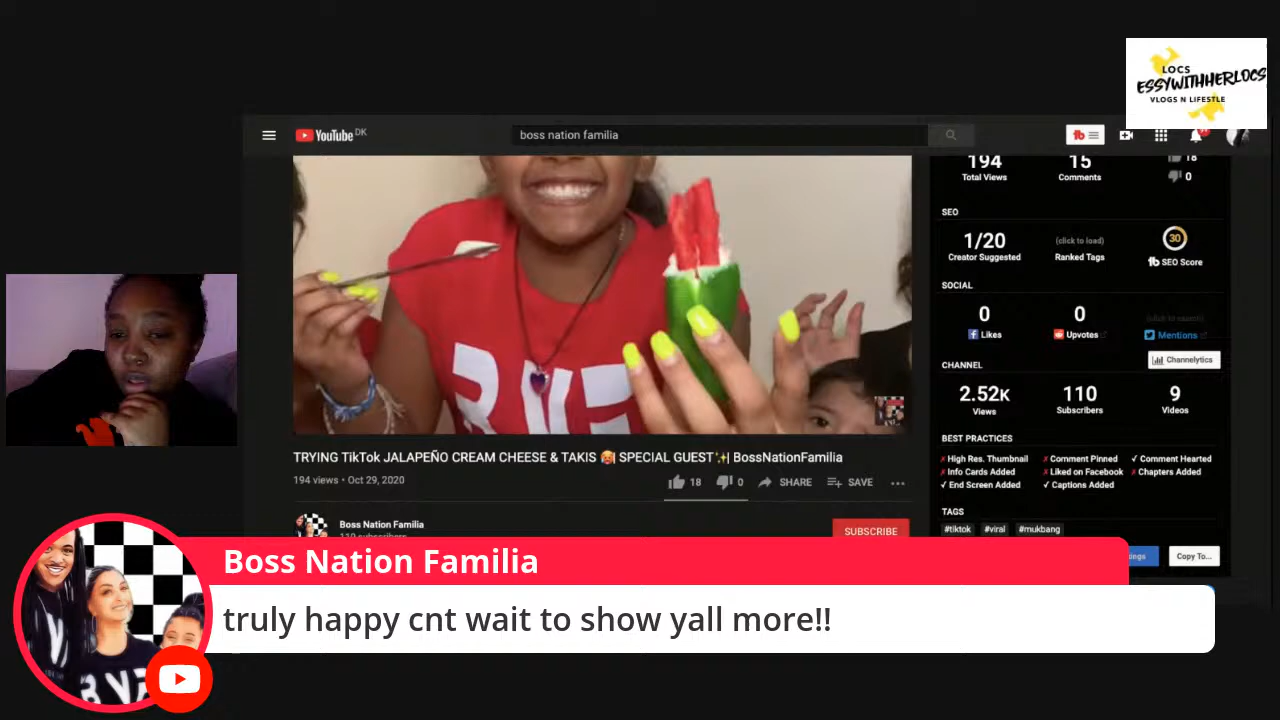 LOCS
ESSYWITHHERLOCS
VLOGS N LIFESTLE
YouTube DK
boss nation familia
194
15
18
Total Views
Comments
0
SEO
1/20
(click to load)
30
Creator Suggested
Ranked Tags
tb SEO Score
SOCIAL
0
0
Likes
Upvotes
Mentions
CHANNEL
Channelytics
2.52K
110
9
Views
Subscribers
Videos
BEST PRACTICES
✗ High Res. Thumbnail
✗ Comment Pinned
✓ Comment Hearted
✗ Info Cards Added
✗ Liked on Facebook
✗ Chapters Added
✓ End Screen Added
✓ Captions Added
TAGS
#tiktok
#viral
#mukbang
Copy To...
TRYING TikTok JALAPEÑO CREAM CHEESE & TAKIS 🥵 SPECIAL GUEST✨| BossNationFamilia
194 views • Oct 29, 2020
18
0
SHARE
SAVE
Boss Nation Familia
110 subscribers
SUBSCRIBE
Boss Nation Familia
truly happy cnt wait to show yall more!!